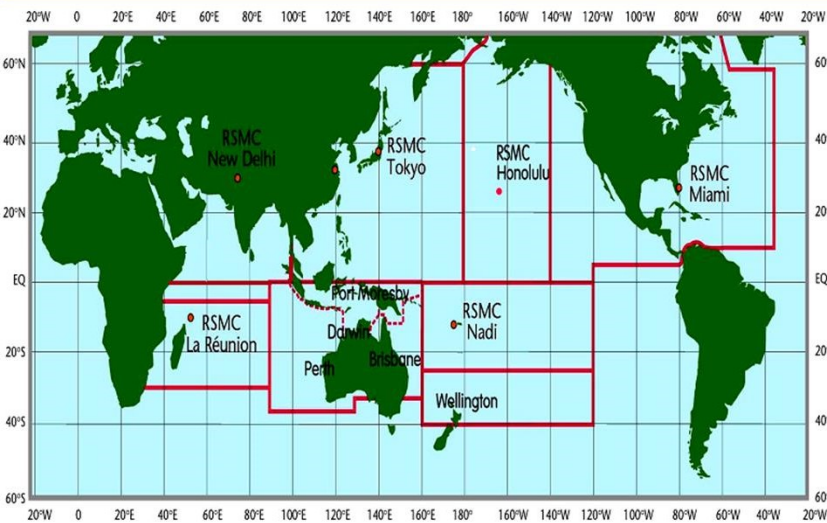 20°W 0 20°E 40°E 60°E 80°E 100°E 120°E 140°E 160°E 180° 160°W 140°W 120°W 100°W 80°W 60°W 40°W 20°W
60°N 60
40°N RSMC New Delhi RSMC Tokyo RSMC Honolulu RSMC Miami 40
20°N 20
EQ EQ
Port Moresby
RSMC La Réunion Darwin RSMC Nadi
20°S Brisbane 20
Perth
Wellington
40°S 40
60°S 60
20°W 0 20°E 40°E 60°E 80°E 100°E 120°E 140°E 160°E 180° 160°W 140°W 120°W 100°W 80°W 60°W 40°W 20°W